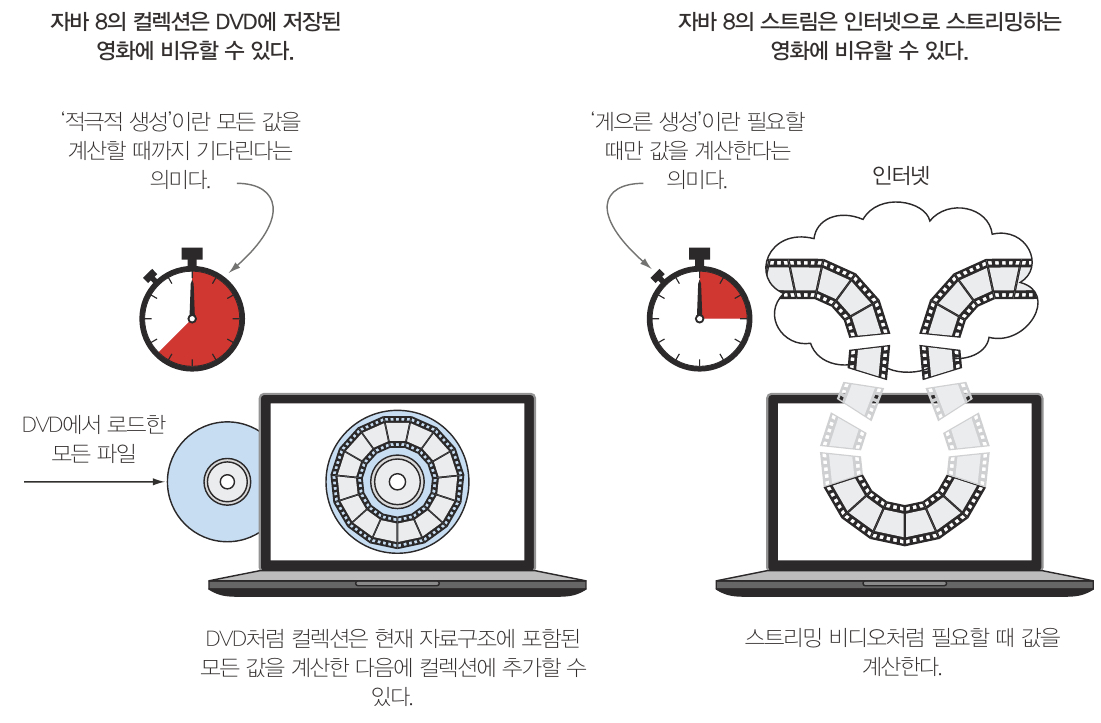 자바 8의 컬렉션은 DVD에 저장된
영화에 비유할 수 있다.
'적극적 생성'이란 모든 값을
계산할 때까지 기다린다는
의미다.
DVD에서 로드한
모든 파일
DVD처럼 컬렉션은 현재 자료구조에 포함된
모든 값을 계산한 다음에 컬렉션에 추가할 수
있다.
자바 8의 스트림은 인터넷으로 스트리밍하는
영화에 비유할 수 있다.
'게으른 생성'이란 필요할
때만 값을 계산한다는
의미다.
인터넷
스트리밍 비디오처럼 필요할 때 값을
계산한다.